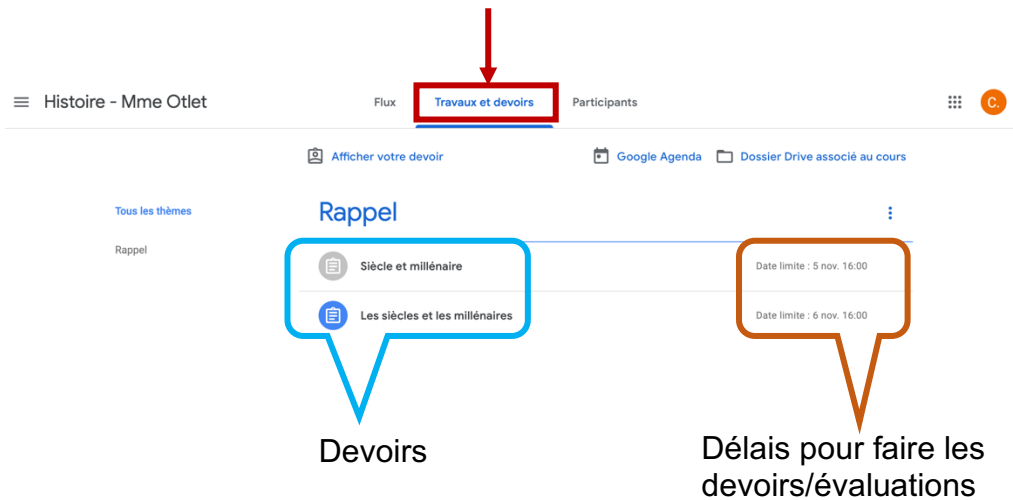 Histoire - Mme Otlet Flux Travaux et devoirs Participants C.
Afficher votre devoir Google Agenda Dossier Drive associé au cours
Tous les thèmes Rappel
Rappel
Siècle et millénaire Date limite : 5 nov. 16:00
Les siècles et les millénaires Date limite : 6 nov. 16:00
Devoirs
Délais pour faire les
devoirs/évaluations